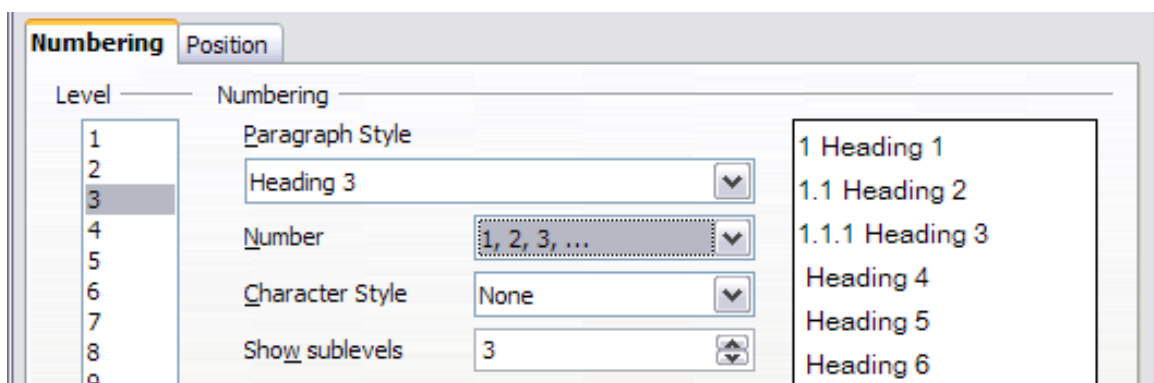 Numbering Position
Level Numbering
1
2
3
4
5
6
7
8
9
Paragraph Style
Heading 3
Number 1, 2, 3, ...
Character Style None
Show sublevels 3
1 Heading 1
1.1 Heading 2
1.1.1 Heading 3
Heading 4
Heading 5
Heading 6